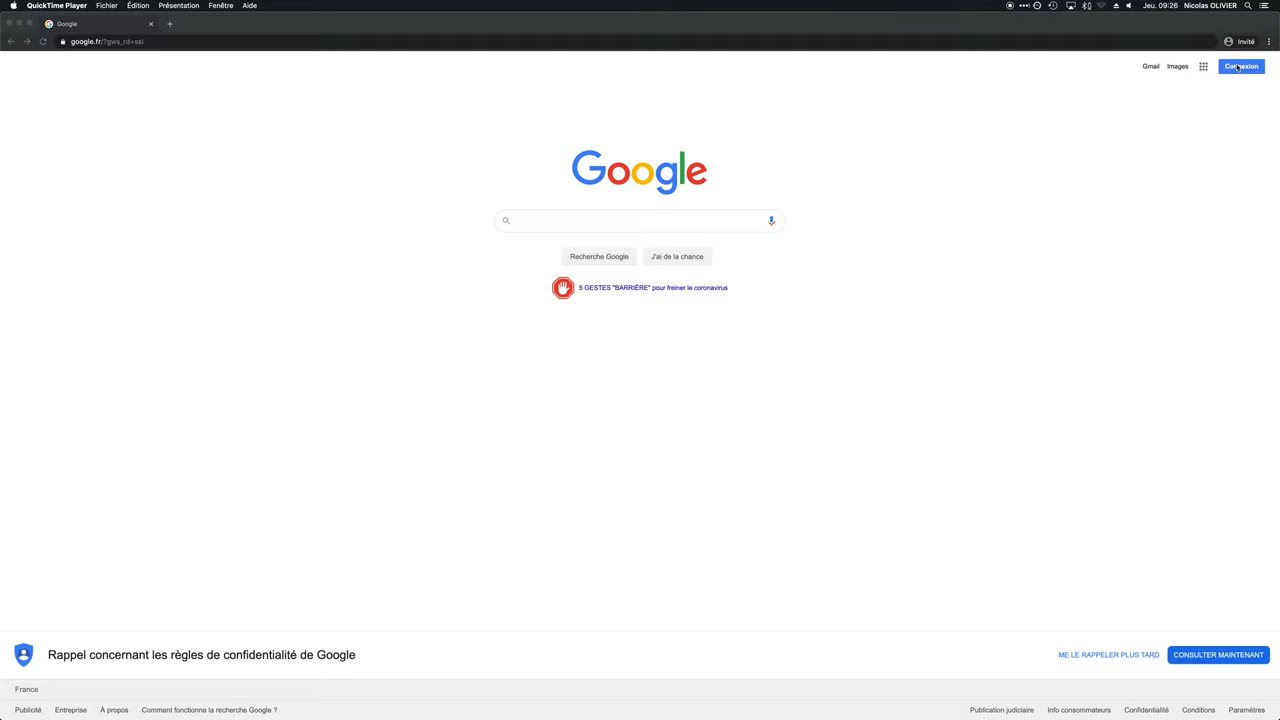 QuickTime Player Fichier Édition Présentation Fenêtre Aide Jeu. 09:26 Nicolas OLIVIER
Google
google.fr/?gws_rd=ssl Invité
Gmail Images Connexion
Google
Recherche Google J'ai de la chance
5 GESTES "BARRIÈRE" pour freiner le coronavirus
Rappel concernant les règles de confidentialité de Google ME LE RAPPELER PLUS TARD CONSULTER MAINTENANT
France
Publicité Entreprise À propos Comment fonctionne la recherche Google ? Publication judiciaire Info consommateurs Confidentialité Conditions Paramètres